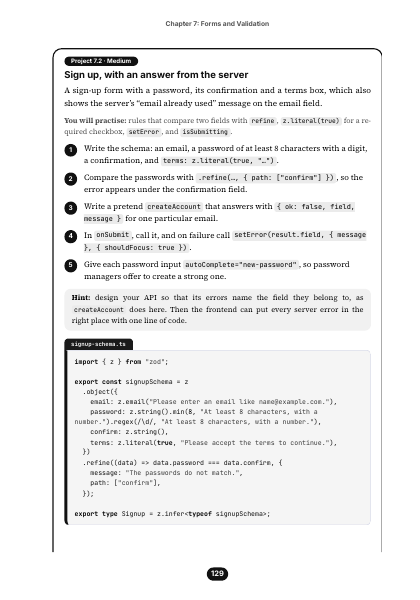 Chapter 7: Forms and Validation
Project 7.2 · Medium
Sign up, with an answer from the server
A sign-up form with a password, its confirmation and a terms box, which also
shows the server's “email already used” message on the email field.
You will practise: rules that compare two fields with refine, z.literal(true) for a re-
quired checkbox, setError, and isSubmitting.
1 Write the schema: an email, a password of at least 8 characters with a digit,
a confirmation, and terms: z.literal(true, "…").
2 Compare the passwords with .refine(…, { path: ["confirm"] }), so the
error appears under the confirmation field.
3 Write a pretend createAccount that answers with { ok: false, field,
message } for one particular email.
4 In onSubmit, call it, and on failure call setError(result.field, { message
}, { shouldFocus: true }).
5 Give each password input autoComplete="new-password", so password
managers offer to create a strong one.
Hint: design your API so that its errors name the field they belong to, as
createAccount does here. Then the frontend can put every server error in the
right place with one line of code.
signup-schema.ts
import { z } from "zod";
export const signupSchema = z
.object({
email: z.email("Please enter an email like name@example.com."),
password: z.string().min(8, "At least 8 characters, with a
number.").regex(/\d/, "At least 8 characters, with a number."),
confirm: z.string(),
terms: z.literal(true, "Please accept the terms to continue."),
})
.refine((data) => data.password === data.confirm, {
message: "The passwords do not match.",
path: ["confirm"],
});
export type Signup = z.infer<typeof signupSchema>;
129